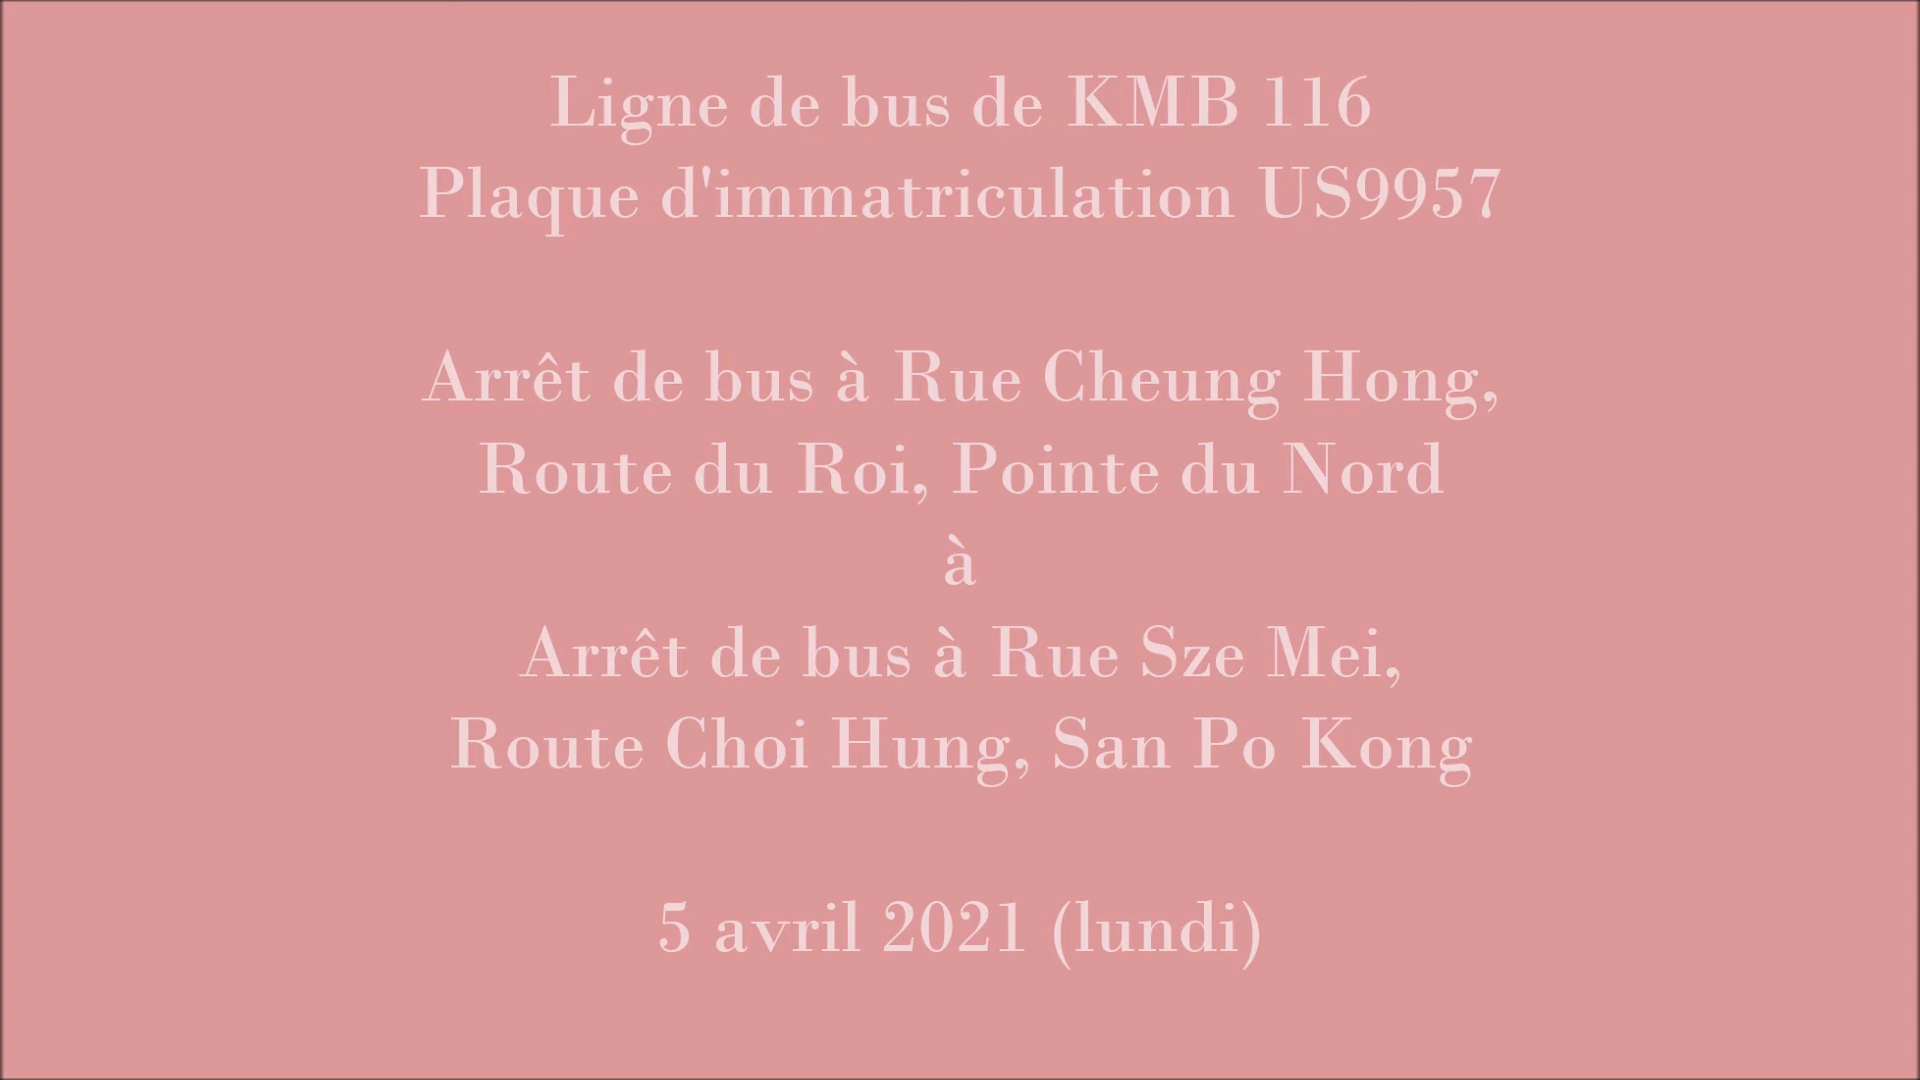 Ligne de bus de KMB 116
Plaque d'immatriculation US9957
Arrêt de bus à Rue Cheung Hong,
Route du Roi, Pointe du Nord
à
Arrêt de bus à Rue Sze Mei,
Route Choi Hung, San Po Kong
5 avril 2021 (lundi)